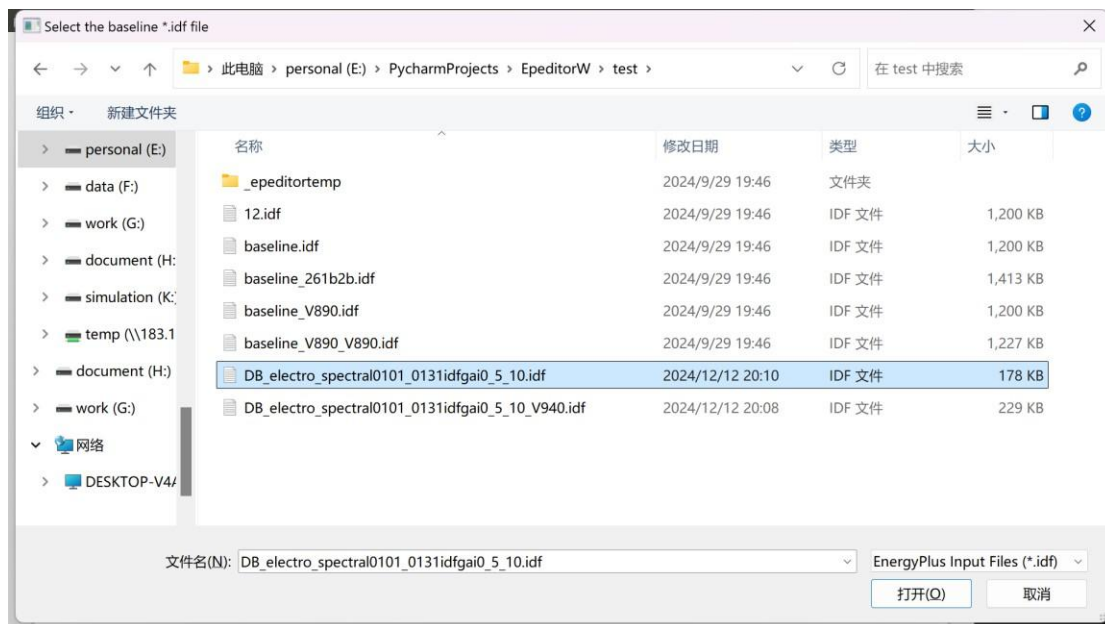 Select the baseline *.idf file
此电脑 > personal (E:) > PycharmProjects > EpeditorW > test >
在 test 中搜索
组织 新建文件夹
名称 修改日期 类型 大小
personal (E:)
data (F:)
work (G:)
document (H:
simulation (K:)
temp (\\183.1
document (H:)
work (G:)
网络
DESKTOP-V4A
_epeditortemp 2024/9/29 19:46 文件夹
12.idf 2024/9/29 19:46 IDF 文件 1,200 KB
baseline.idf 2024/9/29 19:46 IDF 文件 1,200 KB
baseline_261b2b.idf 2024/9/29 19:46 IDF 文件 1,413 KB
baseline_V890.idf 2024/9/29 19:46 IDF 文件 1,200 KB
baseline_V890_V890.idf 2024/9/29 19:46 IDF 文件 1,227 KB
DB_electro_spectral0101_0131idfgai0_5_10.idf 2024/12/12 20:10 IDF 文件 178 KB
DB_electro_spectral0101_0131idfgai0_5_10_V940.idf 2024/12/12 20:08 IDF 文件 229 KB
文件名(N): DB_electro_spectral0101_0131idfgai0_5_10.idf EnergyPlus Input Files (*.idf)
打开(O) 取消